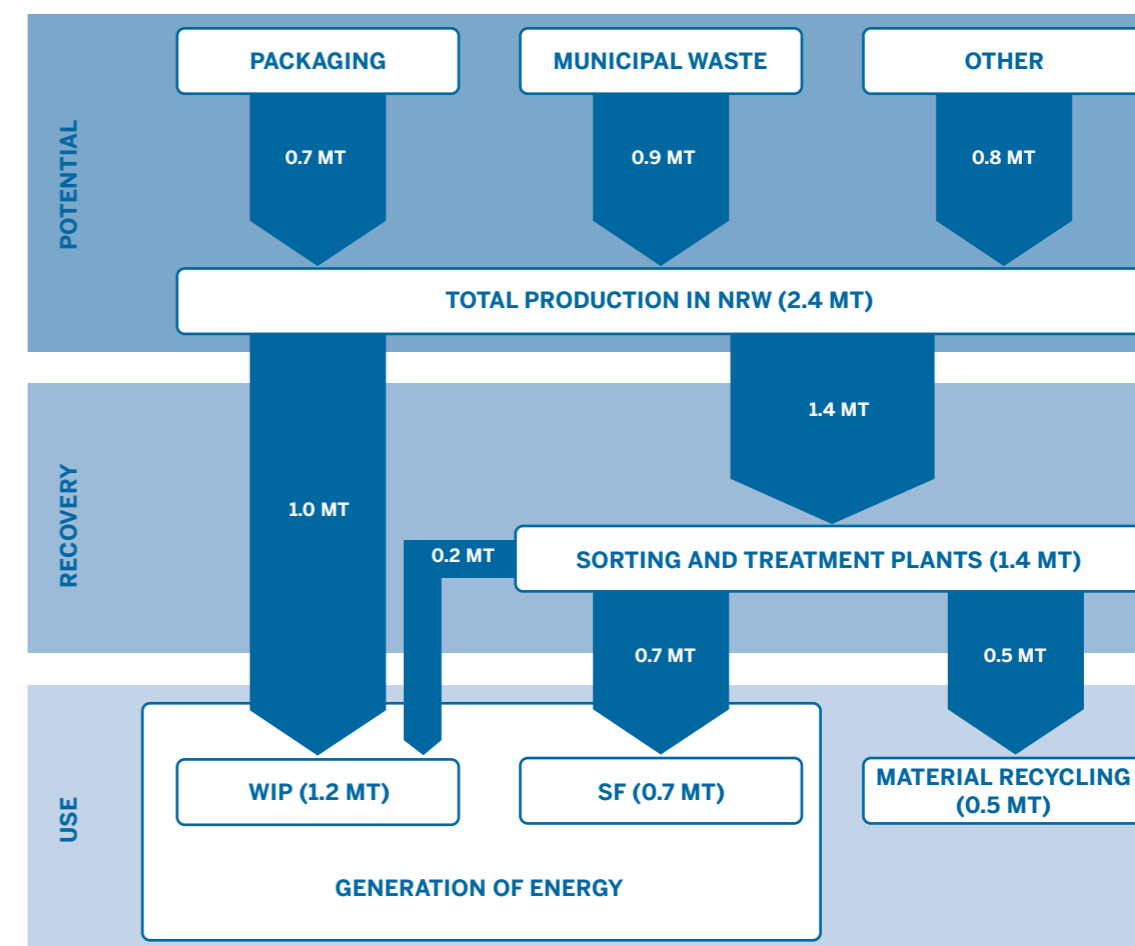 POTENTIAL
PACKAGING
MUNICIPAL WASTE
OTHER
0.7 MT
0.9 MT
0.8 MT
TOTAL PRODUCTION IN NRW (2.4 MT)
RECOVERY
1.4 MT
1.0 MT
0.2 MT
SORTING AND TREATMENT PLANTS (1.4 MT)
0.7 MT
0.5 MT
USE
WIP (1.2 MT)
SF (0.7 MT)
MATERIAL RECYCLING
(0.5 MT)
GENERATION OF ENERGY